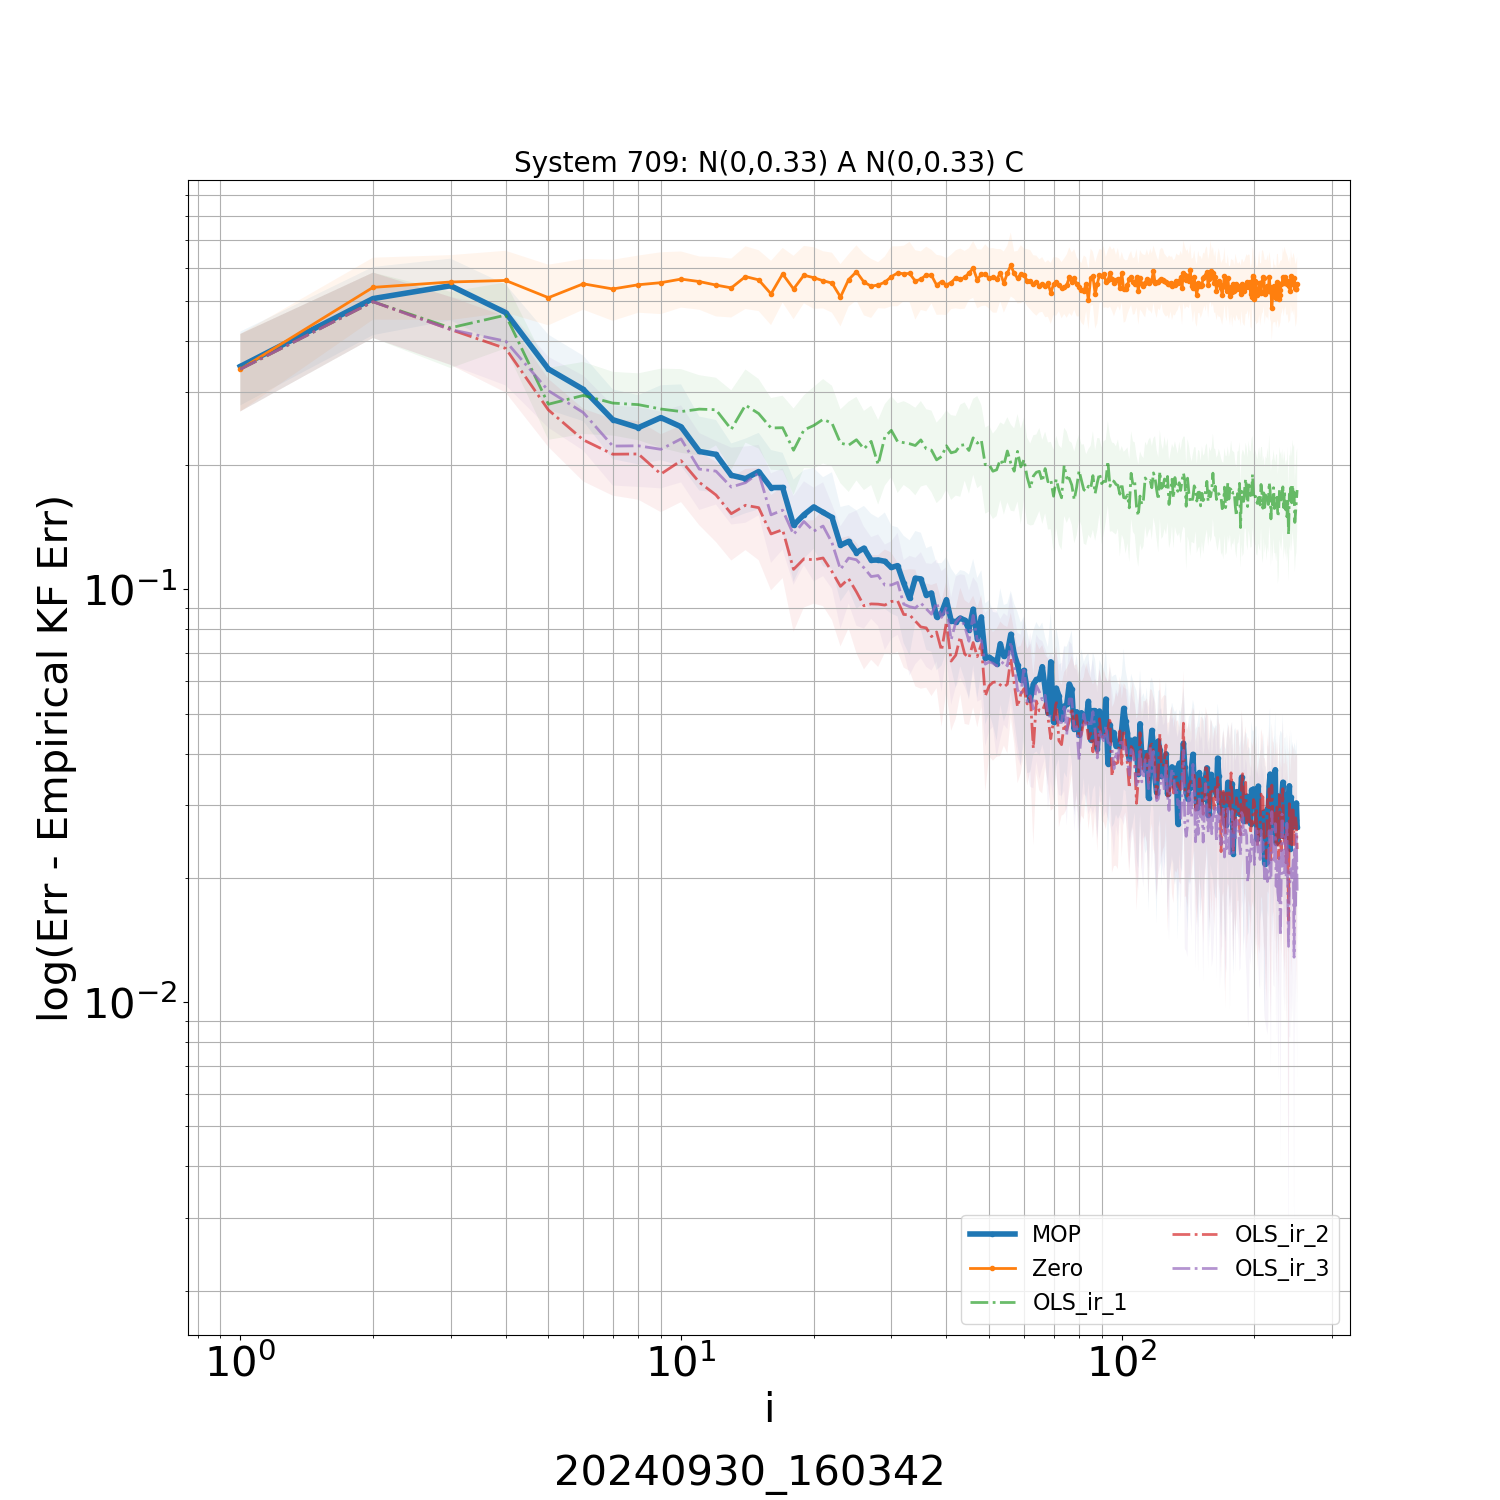 System 709: N(0,0.33) A N(0,0.33) C
log(Err - Empirical KF Err)
10⁻¹
10⁻²
10⁰ 10¹ 10²
i
MOP
Zero
OLS_ir_1
OLS_ir_2
OLS_ir_3
20240930_160342